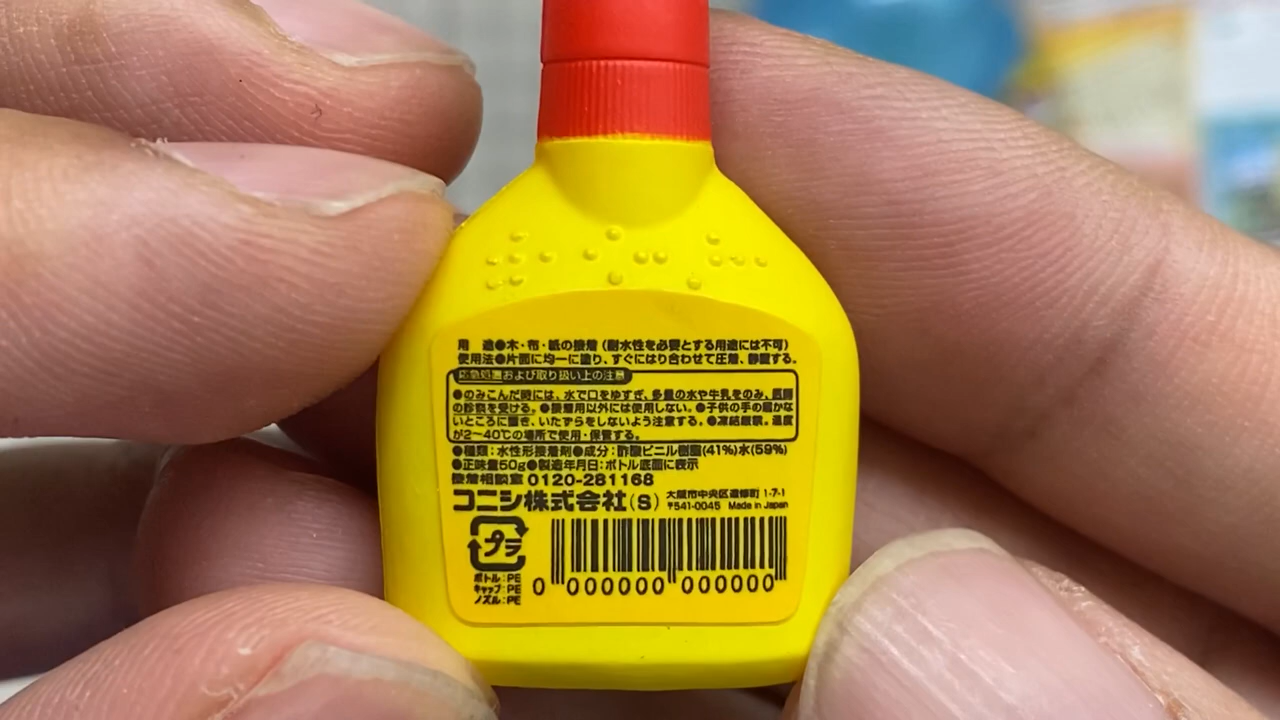 用　途●木・布・紙の接着（耐水性を必要とする用途には不可）
使用法●片面に均一に塗り、すぐにはり合わせて圧着、静置する。
応急処置および取り扱い上の注意
●のみこんだ時には、水で口をゆすぎ、多量の水や牛乳をのみ、医師
の診察を受ける。●接着用以外には使用しない。●子供の手の届かな
いところに置き、いたずらをしないよう注意する。●凍結厳禁。温度
が2〜40℃の場所で使用・保管する。
●種類：水性形接着剤●成分：酢酸ビニル樹脂(41%)水(59%)
●正味量50g●製造年月日：ボトル底面に表示
接着相談室 0120-281168
コニシ株式会社(S) 大阪市中央区道修町 1-7-1
〒541-0045 Made in Japan
プラ
ボトル：PE
キャップ：PE
ノズル：PE
0 000000 000000